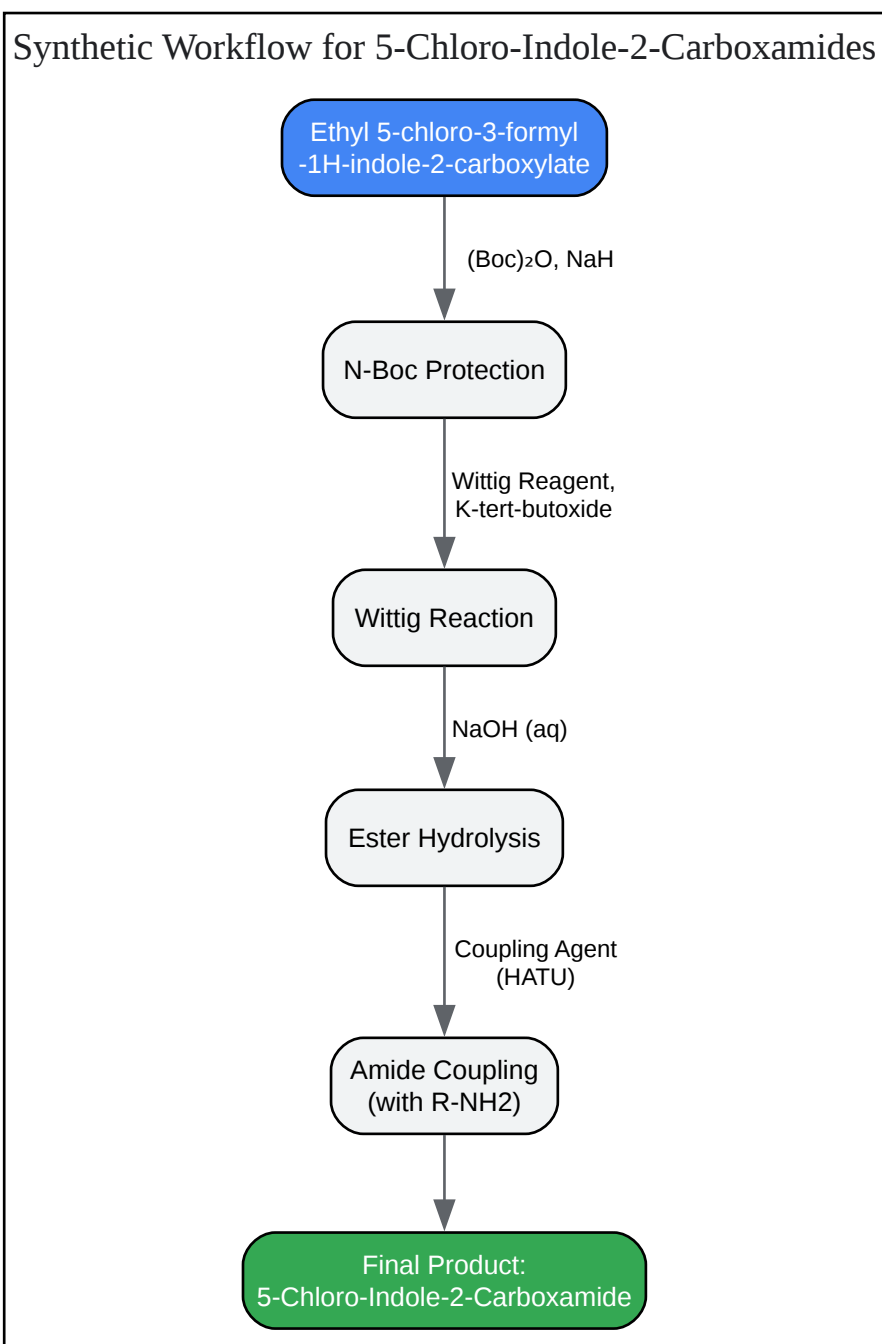 Synthetic Workflow for 5-Chloro-Indole-2-Carboxamides
Ethyl 5-chloro-3-formyl
-1H-indole-2-carboxylate
(Boc)₂O, NaH
N-Boc Protection
Wittig Reagent,
K-tert-butoxide
Wittig Reaction
NaOH (aq)
Ester Hydrolysis
Coupling Agent
(HATU)
Amide Coupling
(with R-NH2)
Final Product:
5-Chloro-Indole-2-Carboxamide